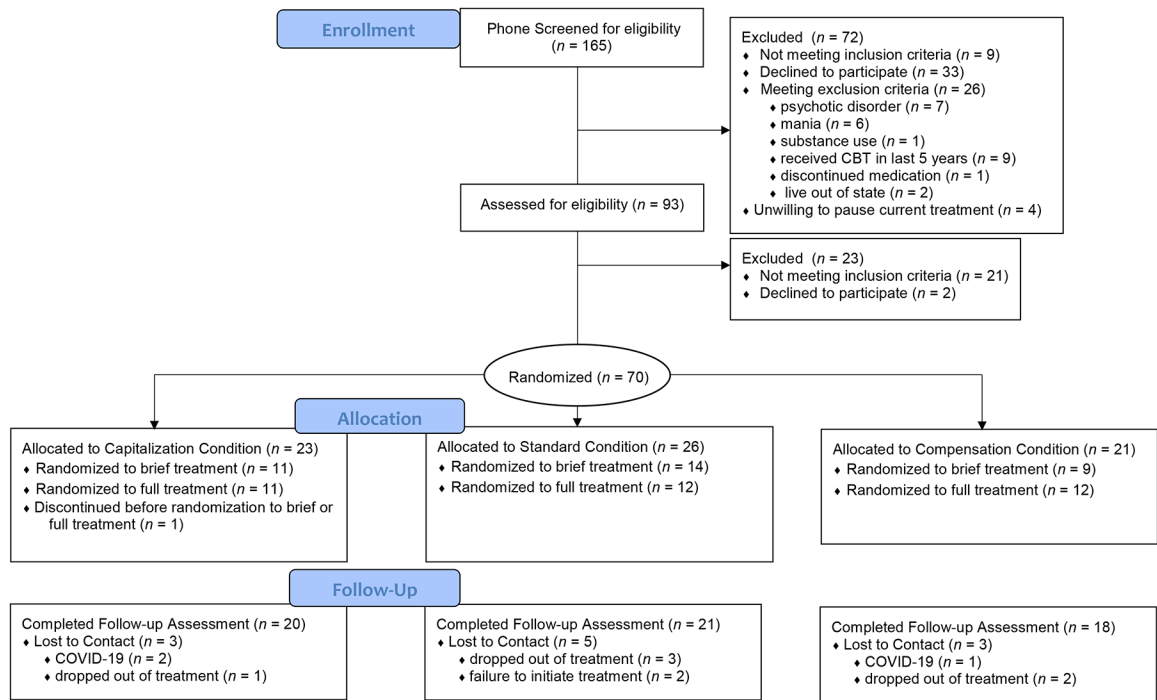 Enrollment
Phone Screened for eligibility
(n = 165)
Excluded (n = 72)
♦ Not meeting inclusion criteria (n = 9)
♦ Declined to participate (n = 33)
♦ Meeting exclusion criteria (n = 26)
♦ psychotic disorder (n = 7)
♦ mania (n = 6)
♦ substance use (n = 1)
♦ received CBT in last 5 years (n = 9)
♦ discontinued medication (n = 1)
♦ live out of state (n = 2)
♦ Unwilling to pause current treatment (n = 4)
Assessed for eligibility (n = 93)
Excluded (n = 23)
♦ Not meeting inclusion criteria (n = 21)
♦ Declined to participate (n = 2)
Randomized (n = 70)
Allocation
Allocated to Capitalization Condition (n = 23)
♦ Randomized to brief treatment (n = 11)
♦ Randomized to full treatment (n = 11)
♦ Discontinued before randomization to brief or
full treatment (n = 1)
Allocated to Standard Condition (n = 26)
♦ Randomized to brief treatment (n = 14)
♦ Randomized to full treatment (n = 12)
Allocated to Compensation Condition (n = 21)
♦ Randomized to brief treatment (n = 9)
♦ Randomized to full treatment (n = 12)
Follow-Up
Completed Follow-up Assessment (n = 20)
♦ Lost to Contact (n = 3)
♦ COVID-19 (n = 2)
♦ dropped out of treatment (n = 1)
Completed Follow-up Assessment (n = 21)
♦ Lost to Contact (n = 5)
♦ dropped out of treatment (n = 3)
♦ failure to initiate treatment (n = 2)
Completed Follow-up Assessment (n = 18)
♦ Lost to Contact (n = 3)
♦ COVID-19 (n = 1)
♦ dropped out of treatment (n = 2)